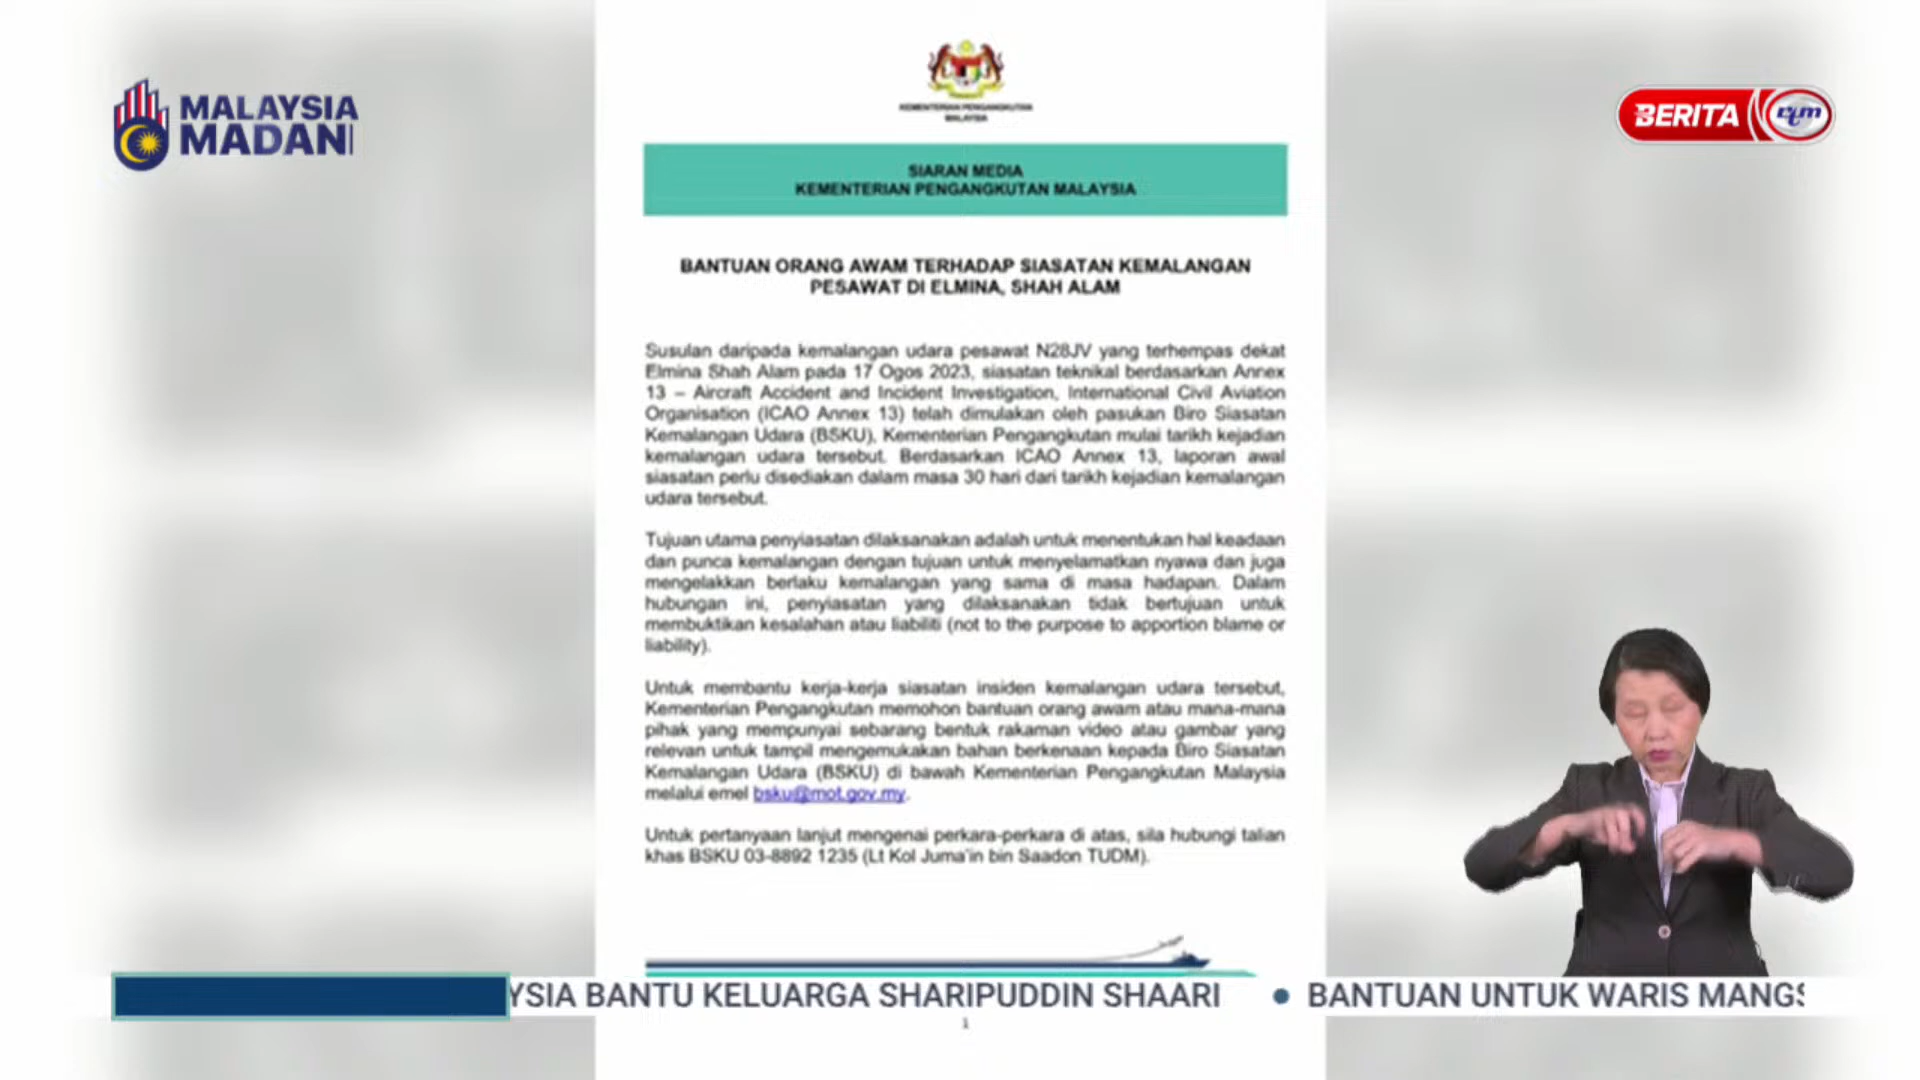 MALAYSIA
MADANI
BERITA rtm
KEMENTERIAN PENGANGKUTAN
MALAYSIA
SIARAN MEDIA
KEMENTERIAN PENGANGKUTAN MALAYSIA
BANTUAN ORANG AWAM TERHADAP SIASATAN KEMALANGAN
PESAWAT DI ELMINA, SHAH ALAM
Susulan daripada kemalangan udara pesawat N28JV yang terhempas dekat
Elmina Shah Alam pada 17 Ogos 2023, siasatan teknikal berdasarkan Annex
13 – Aircraft Accident and Incident Investigation, International Civil Aviation
Organisation (ICAO Annex 13) telah dimulakan oleh pasukan Biro Siasatan
Kemalangan Udara (BSKU), Kementerian Pengangkutan mulai tarikh kejadian
kemalangan udara tersebut. Berdasarkan ICAO Annex 13, laporan awal
siasatan perlu disediakan dalam masa 30 hari dari tarikh kejadian kemalangan
udara tersebut.
Tujuan utama penyiasatan dilaksanakan adalah untuk menentukan hal keadaan
dan punca kemalangan dengan tujuan untuk menyelamatkan nyawa dan juga
mengelakkan berlaku kemalangan yang sama di masa hadapan. Dalam
hubungan ini, penyiasatan yang dilaksanakan tidak bertujuan untuk
membuktikan kesalahan atau liabiliti (not to the purpose to apportion blame or
liability).
Untuk membantu kerja-kerja siasatan insiden kemalangan udara tersebut,
Kementerian Pengangkutan memohon bantuan orang awam atau mana-mana
pihak yang mempunyai sebarang bentuk rakaman video atau gambar yang
relevan untuk tampil mengemukakan bahan berkenaan kepada Biro Siasatan
Kemalangan Udara (BSKU) di bawah Kementerian Pengangkutan Malaysia
melalui emel bsku@mot.gov.my.
Untuk pertanyaan lanjut mengenai perkara-perkara di atas, sila hubungi talian
khas BSKU 03-8892 1235 (Lt Kol Juma'in bin Saadon TUDM).
YSIA BANTU KELUARGA SHARIPUDDIN SHAARI • BANTUAN UNTUK WARIS MANGS
1